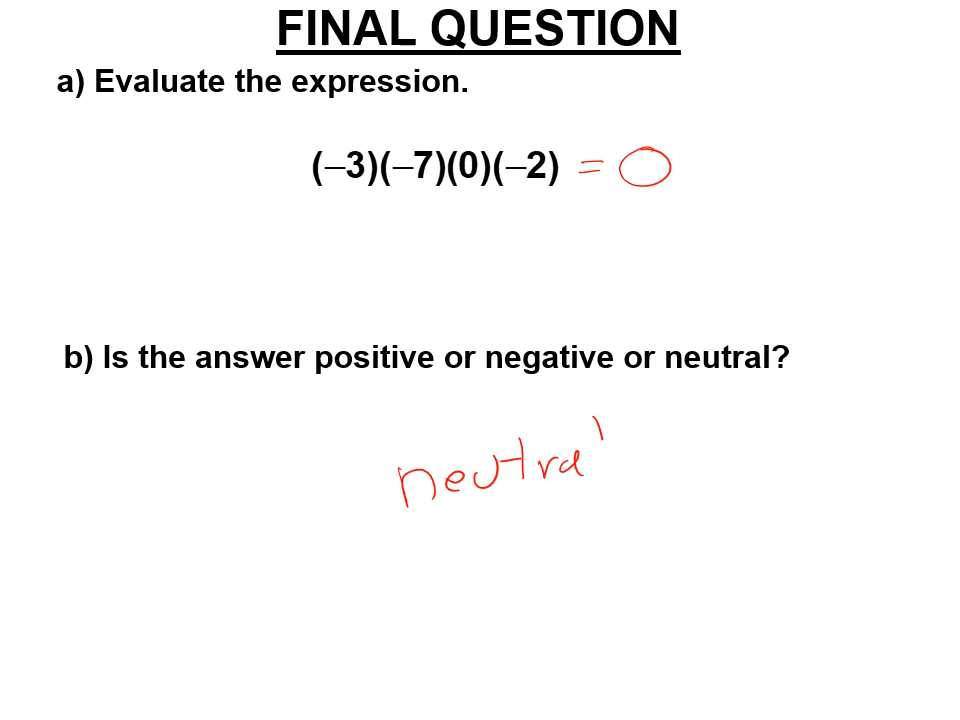 FINAL QUESTION
a) Evaluate the expression.
(–3)(–7)(0)(–2) = 0
b) Is the answer positive or negative or neutral?
neutral